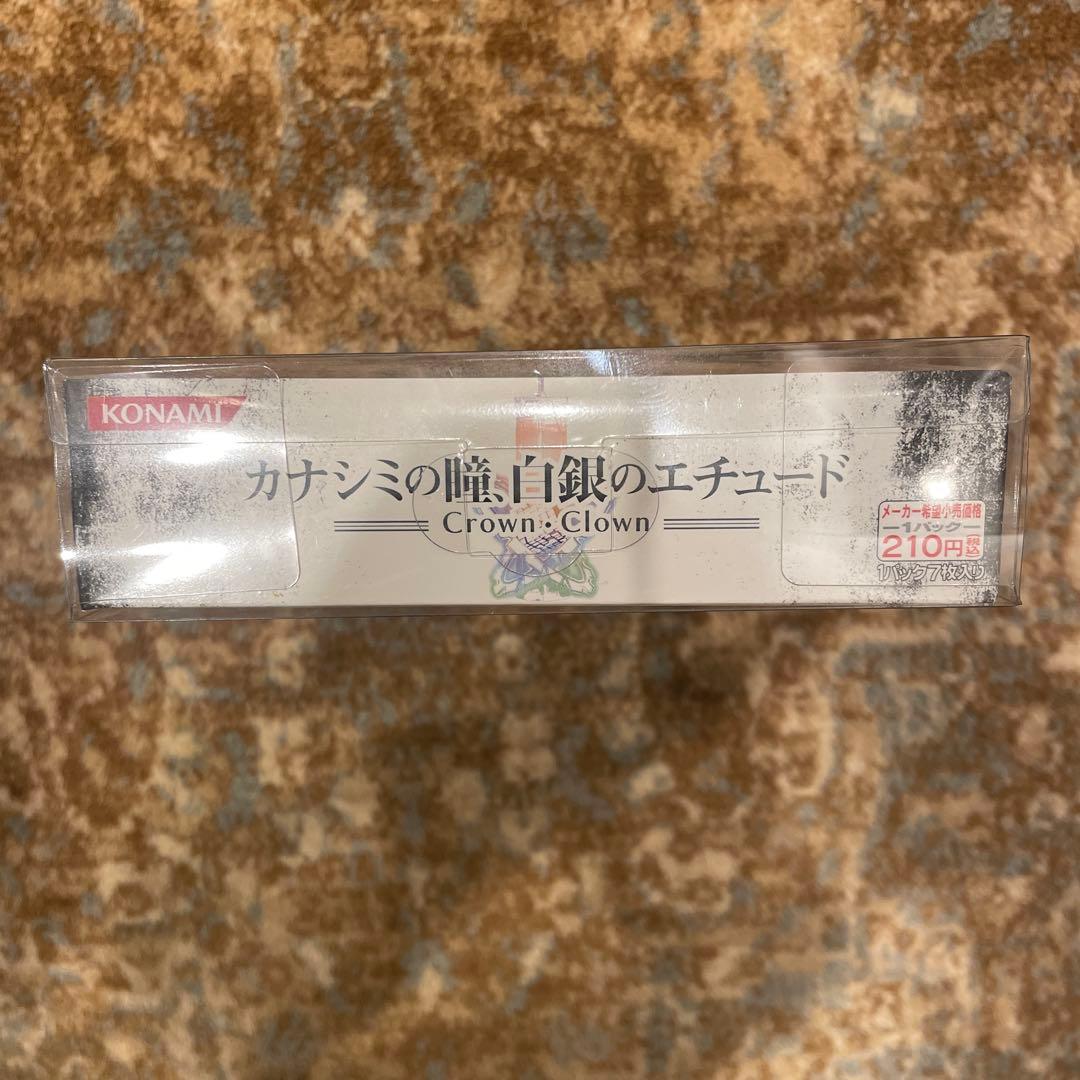 KONAMI
カナシミの瞳、白銀のエチュード
Crown・Clown
メーカー希望小売価格
1パック
210円税込
1パック7枚入り